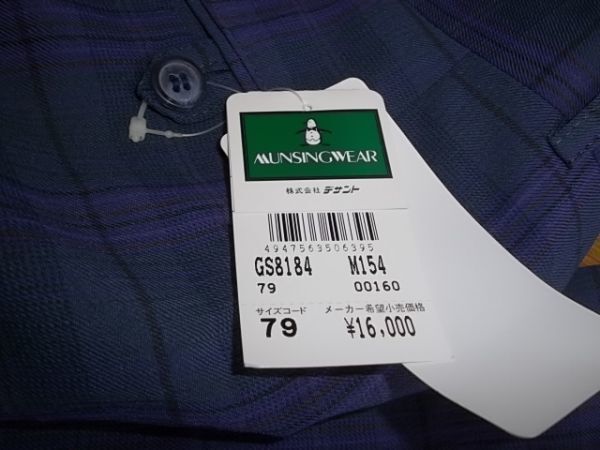 MUNSINGWEAR
株式会社 デサント
4947563506395
GS8184 M154
79 00160
サイズコード メーカー希望小売価格
79 ¥16,000